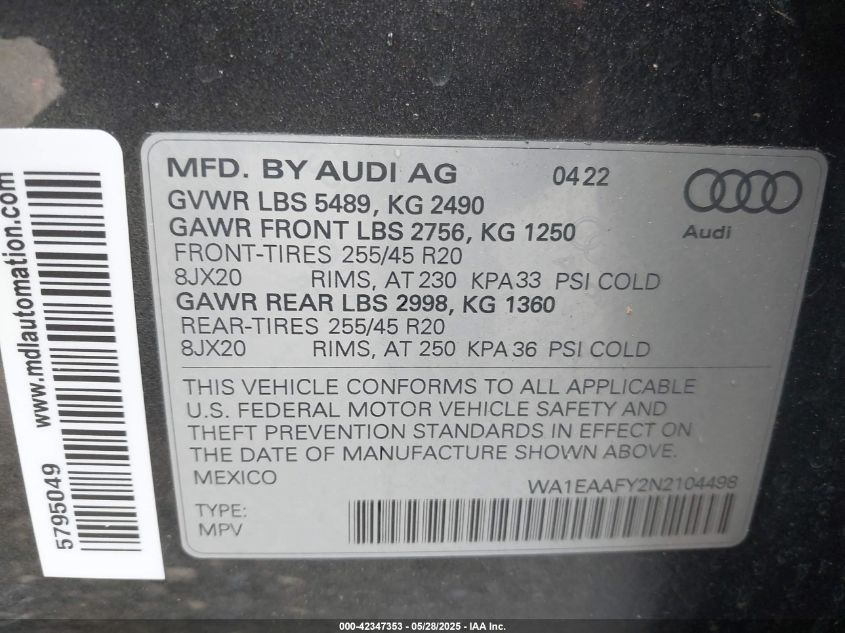 MFD. BY AUDI AG 0422
Audi
GVWR LBS 5489, KG 2490
GAWR FRONT LBS 2756, KG 1250
FRONT-TIRES 255/45 R20
8JX20 RIMS, AT 230 KPA 33 PSI COLD
GAWR REAR LBS 2998, KG 1360
REAR-TIRES 255/45 R20
8JX20 RIMS, AT 250 KPA 36 PSI COLD
THIS VEHICLE CONFORMS TO ALL APPLICABLE
U.S. FEDERAL MOTOR VEHICLE SAFETY AND
THEFT PREVENTION STANDARDS IN EFFECT ON
THE DATE OF MANUFACTURE SHOWN ABOVE.
MEXICO
WA1EAAFY2N2104498
TYPE:
MPV
www.mdlautomation.com
5795049
000-42347353 - 05/28/2025 - IAA Inc.